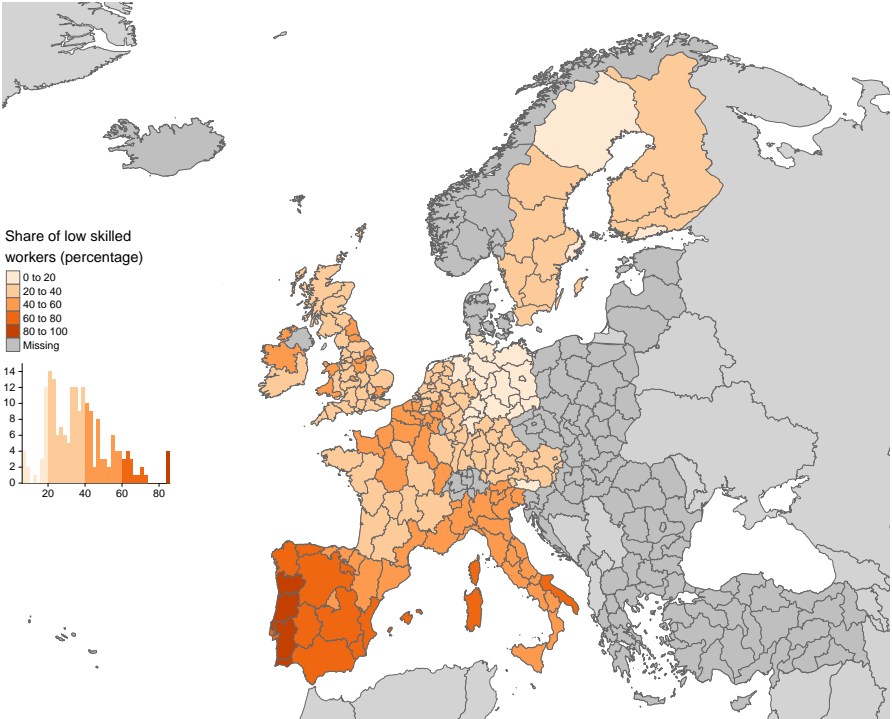 Share of low skilled
workers (percentage)
0 to 20
20 to 40
40 to 60
60 to 80
80 to 100
Missing
14
12
10
8
6
4
2
0
20 40 60 80